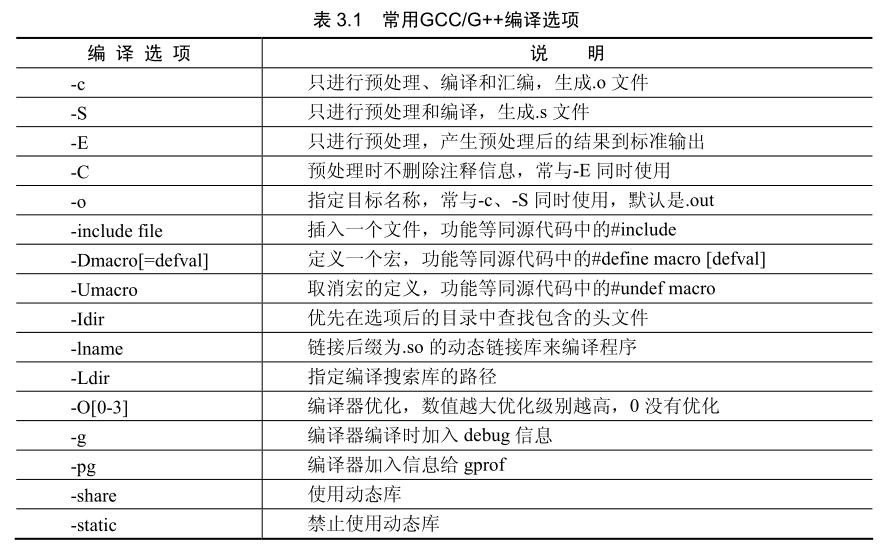 表 3.1 常用GCC/G++编译选项
编 译 选 项 说 明
-c 只进行预处理、编译和汇编，生成.o 文件
-S 只进行预处理和编译，生成.s 文件
-E 只进行预处理，产生预处理后的结果到标准输出
-C 预处理时不删除注释信息，常与-E 同时使用
-o 指定目标名称，常与-c、-S 同时使用，默认是.out
-include file 插入一个文件，功能等同源代码中的#include
-Dmacro[=defval] 定义一个宏，功能等同源代码中的#define macro [defval]
-Umacro 取消宏的定义，功能等同源代码中的#undef macro
-Idir 优先在选项后的目录中查找包含的头文件
-lname 链接后缀为.so 的动态链接库来编译程序
-Ldir 指定编译搜索库的路径
-O[0-3] 编译器优化，数值越大优化级别越高，0 没有优化
-g 编译器编译时加入 debug 信息
-pg 编译器加入信息给 gprof
-share 使用动态库
-static 禁止使用动态库